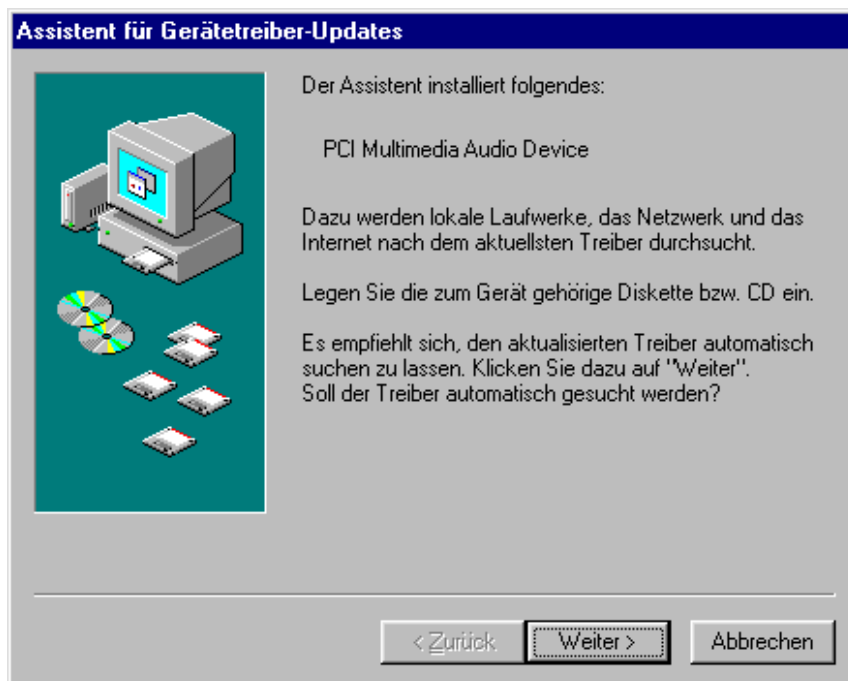 Assistent für Gerätetreiber-Updates
Der Assistent installiert folgendes:
PCI Multimedia Audio Device
Dazu werden lokale Laufwerke, das Netzwerk und das
Internet nach dem aktuellsten Treiber durchsucht.
Legen Sie die zum Gerät gehörige Diskette bzw. CD ein.
Es empfiehlt sich, den aktualisierten Treiber automatisch
suchen zu lassen. Klicken Sie dazu auf "Weiter".
Soll der Treiber automatisch gesucht werden?
< Zurück Weiter > Abbrechen